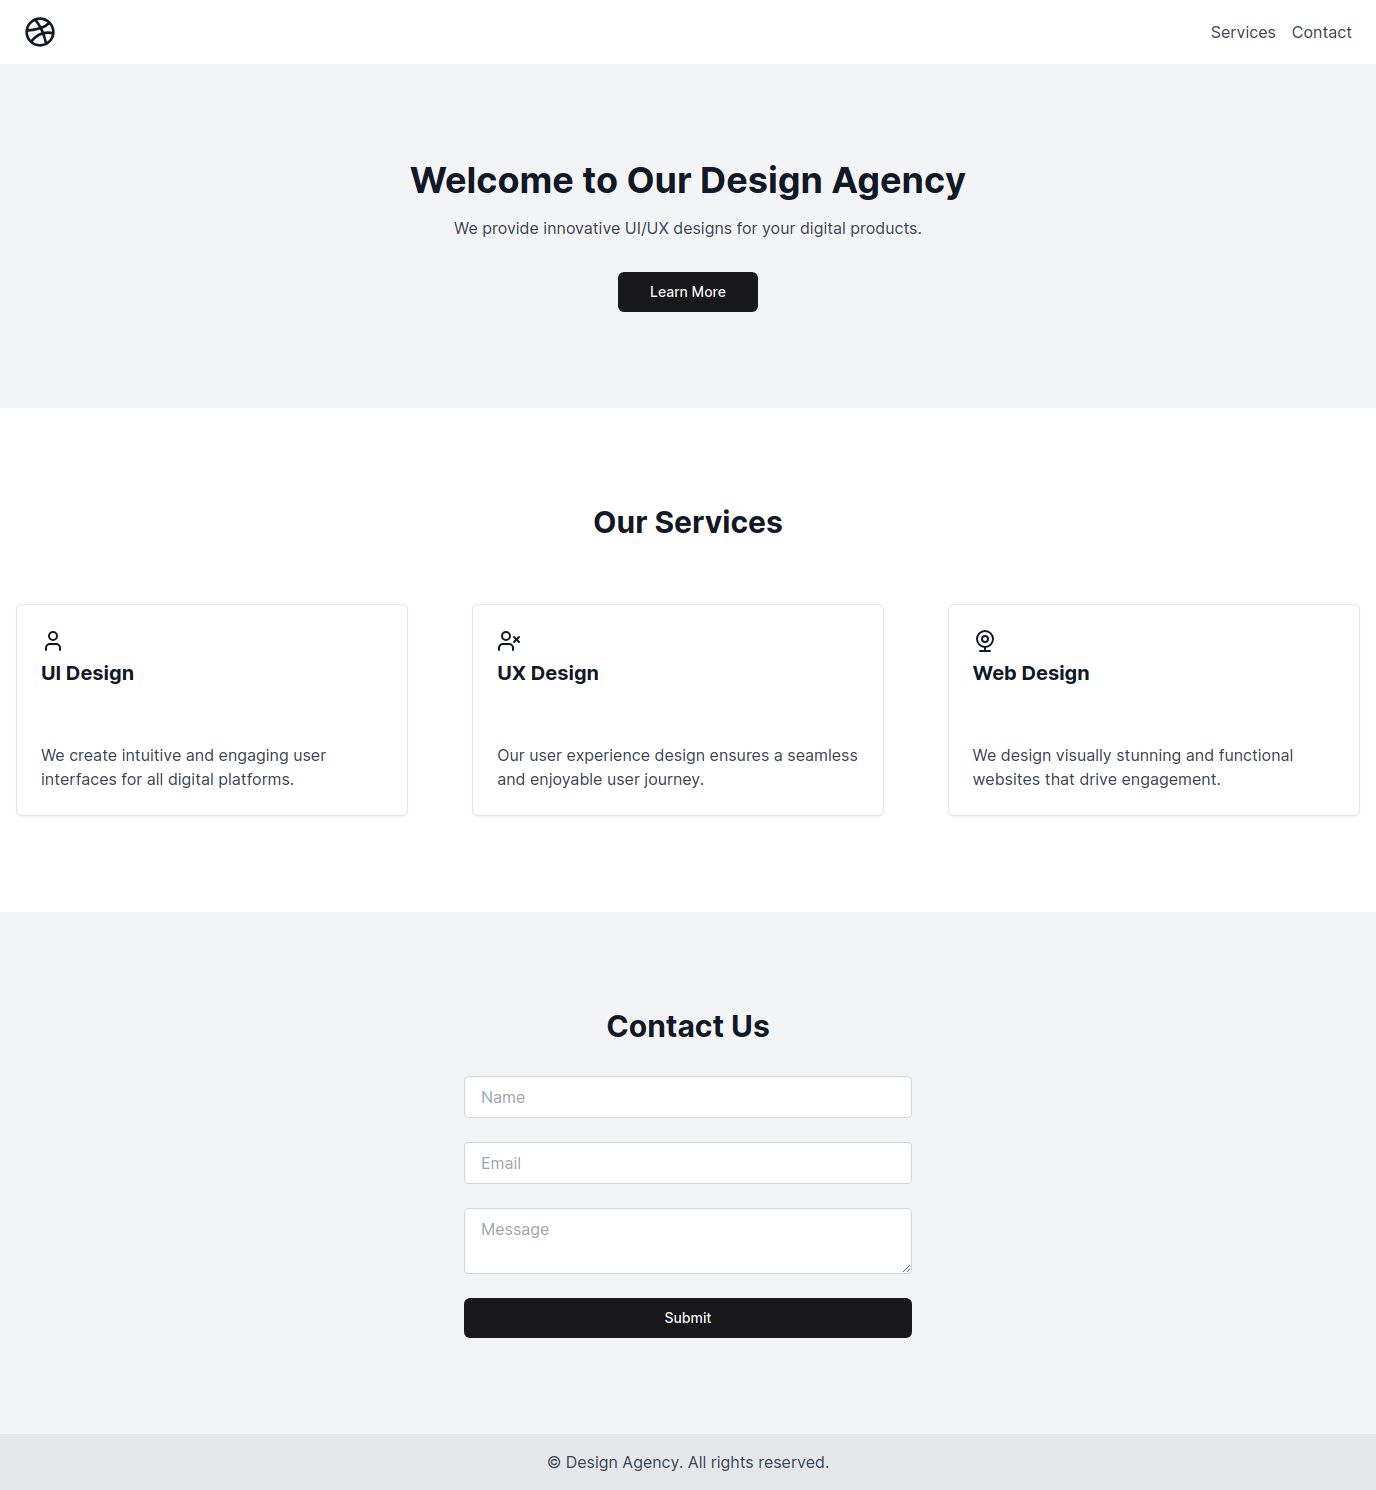 Services Contact
Welcome to Our Design Agency
We provide innovative UI/UX designs for your digital products.
Learn More
Our Services
UI Design
We create intuitive and engaging user
interfaces for all digital platforms.
UX Design
Our user experience design ensures a seamless
and enjoyable user journey.
Web Design
We design visually stunning and functional
websites that drive engagement.
Contact Us
Name
Email
Message
Submit
© Design Agency. All rights reserved.